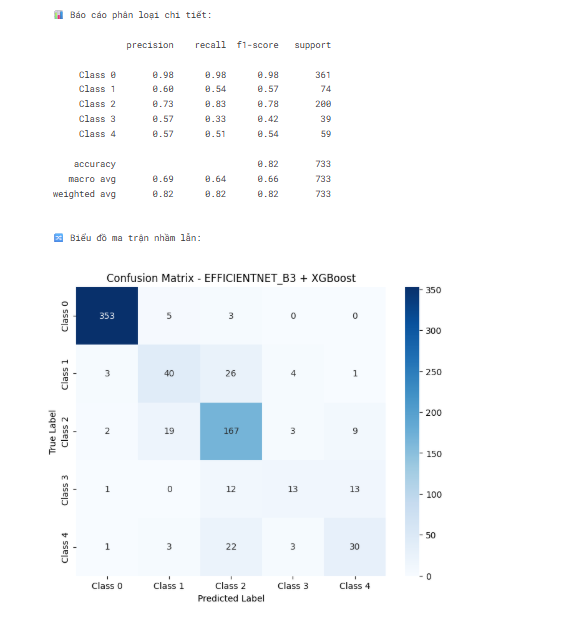 📊 Báo cáo phân loại chi tiết:
precision recall f1-score support
Class 0 0.98 0.98 0.98 361
Class 1 0.60 0.54 0.57 74
Class 2 0.73 0.83 0.78 200
Class 3 0.57 0.33 0.42 39
Class 4 0.57 0.51 0.54 59
accuracy 0.82 733
macro avg 0.69 0.64 0.66 733
weighted avg 0.82 0.82 0.82 733
🔀 Biểu đồ ma trận nhầm lẫn:
Confusion Matrix - EFFICIENTNET_B3 + XGBoost
Class 0 353 5 3 0 0
Class 1 3 40 26 4 1
Class 2 2 19 167 3 9
Class 3 1 0 12 13 13
Class 4 1 3 22 3 30
True Label
Class 0 Class 1 Class 2 Class 3 Class 4
Predicted Label
350
300
250
200
150
100
50
0